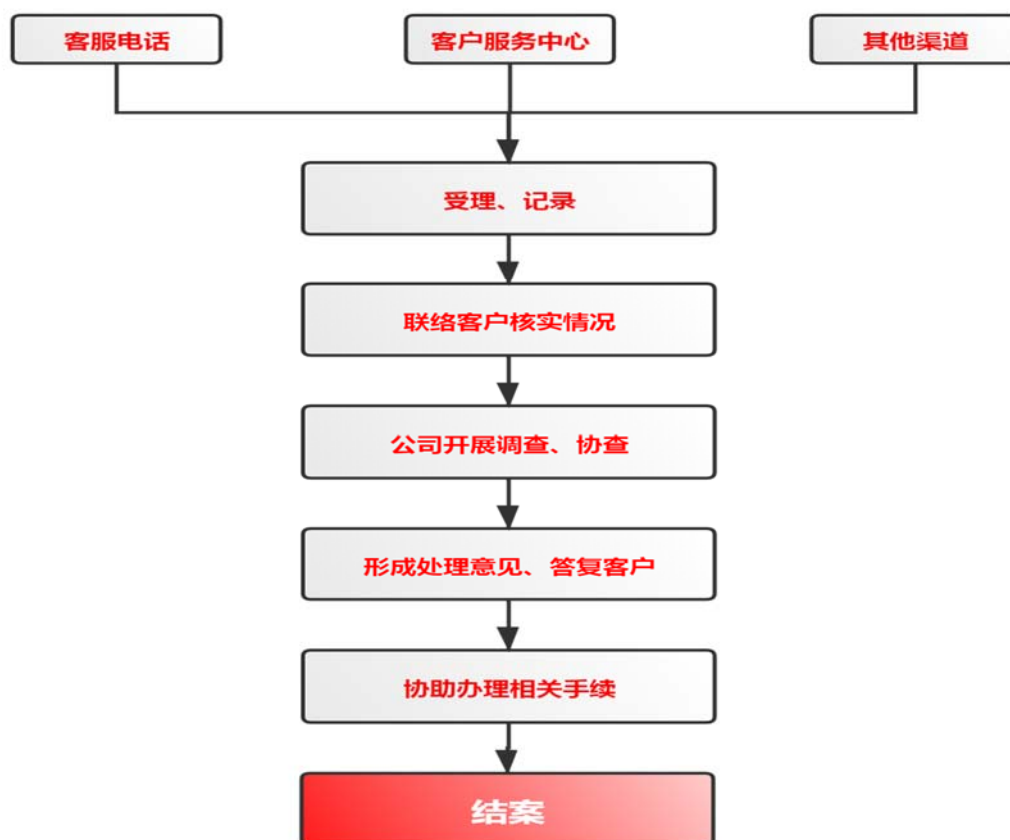 客服电话
客户服务中心
其他渠道
受理、记录
联络客户核实情况
公司开展调查、协查
形成处理意见、答复客户
协助办理相关手续
结案